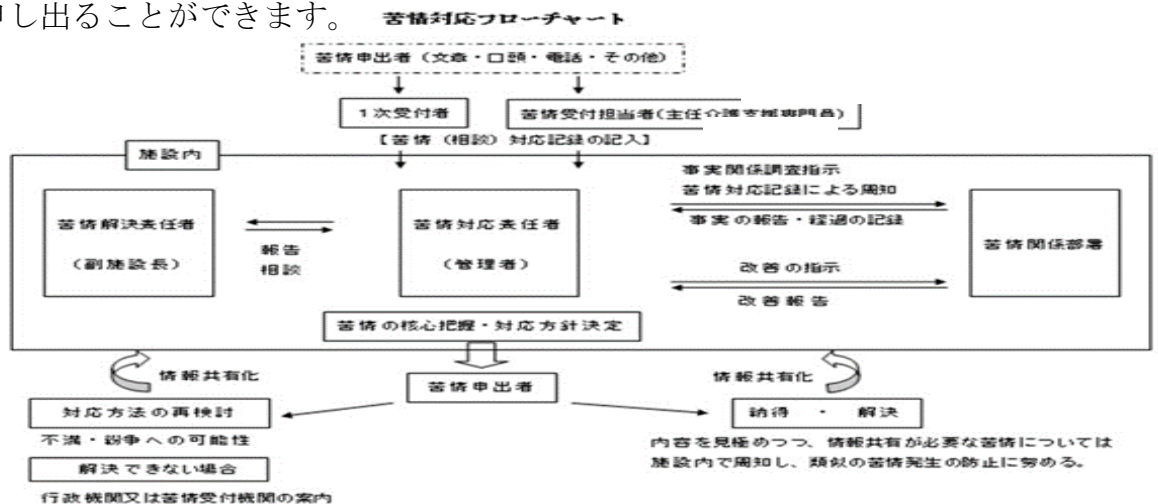 し出ることができます。
苦情対応フローチャート
苦情申出者（文章・口頭・電話・その他）
1次受付者
苦情受付担当者（主任介護支援専門員）
【苦情（相談）対応記録の記入】
施設内
事実関係調査指示
苦情対応記録による周知
事実の報告・経過の記録
苦情解決責任者
（副施設長）
報告
相談
苦情対応責任者
（管理者）
苦情関係部署
改善の指示
改善報告
苦情の核心把握・対応方針決定
情報共有化
苦情申出者
情報共有化
対応方法の再検討
納得 ・ 解決
不満・紛争への可能性
内容を見極めつつ、情報共有が必要な苦情については
施設内で周知し、類似の苦情発生の防止に努める。
解決できない場合
行政機関又は苦情受付機関の案内